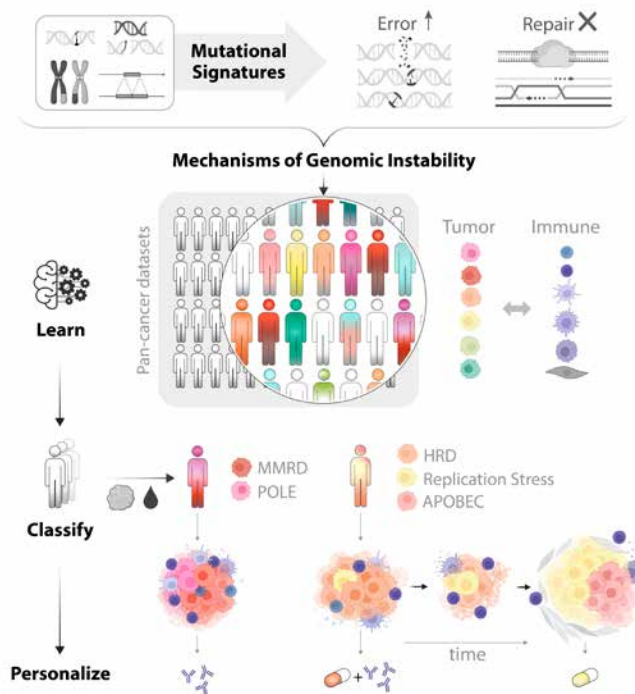 Mutational
Signatures
Error ↑
Repair X
Mechanisms of Genomic Instability
Learn
Pan-cancer datasets
Tumor
Immune
Classify
MMRD
POLE
HRD
Replication Stress
APOBEC
Personalize
+
time